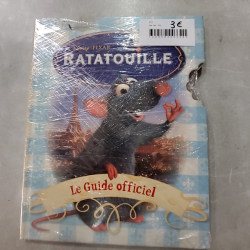 3€
DISNEY PIXAR
RATATOUILLE
Le Guide officiel